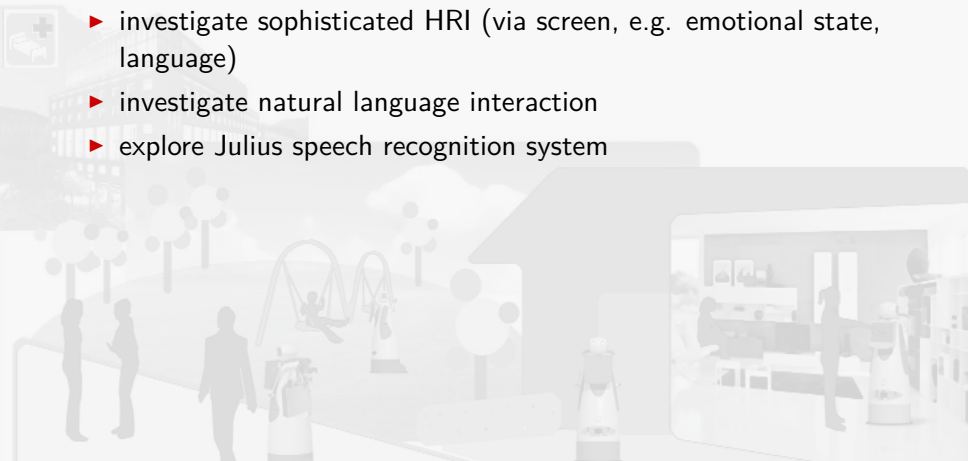 ▶ investigate sophisticated HRI (via screen, e.g. emotional state,
language)
▶ investigate natural language interaction
▶ explore Julius speech recognition system